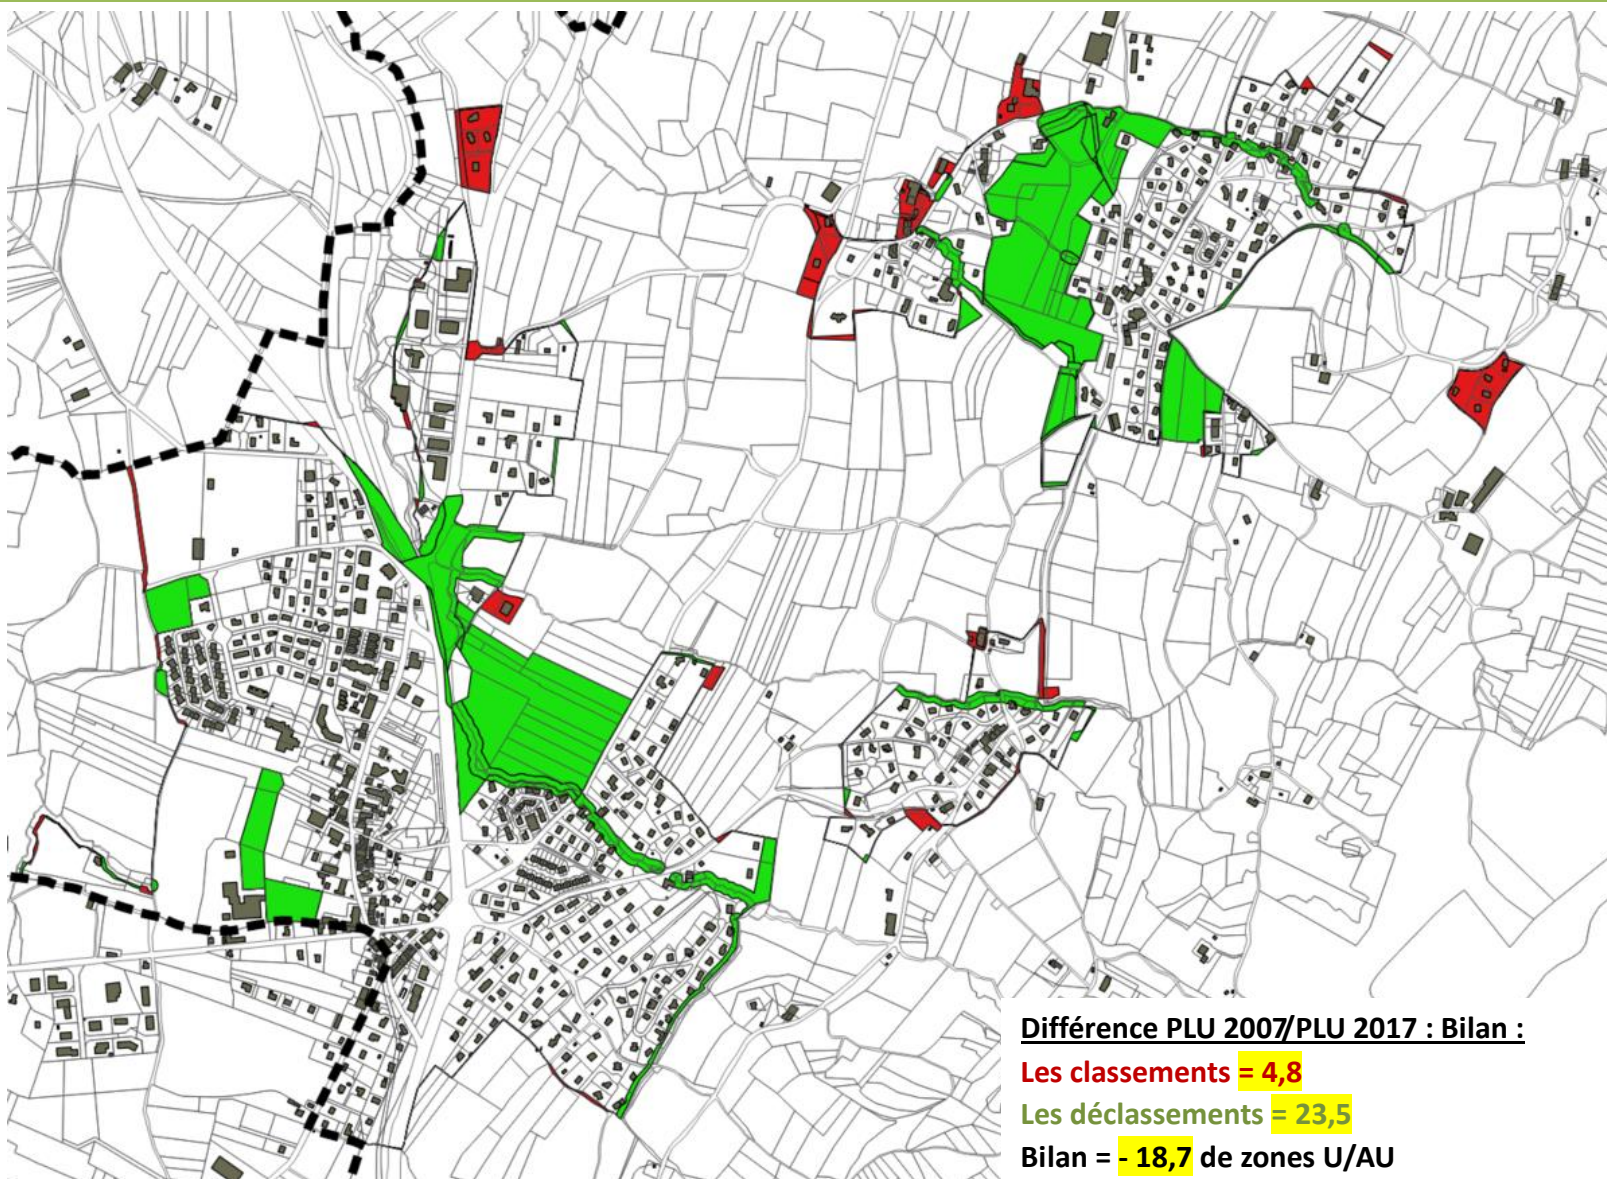 Différence PLU 2007/PLU 2017 : Bilan :
Les classements = 4,8
Les déclassements = 23,5
Bilan = - 18,7 de zones U/AU